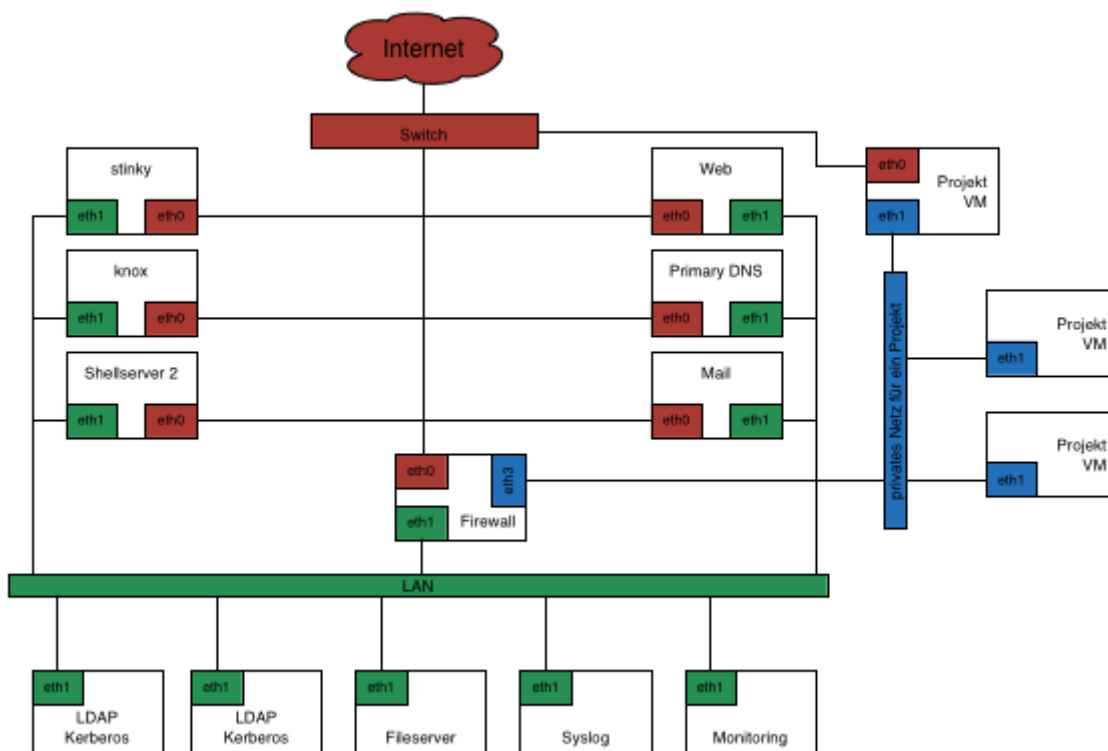 Internet
Switch
stinky
eth1
eth0
Web
eth0
eth1
eth0
Projekt
VM
eth1
knox
eth1
eth0
Primary DNS
eth0
eth1
privates Netz für ein Projekt
Projekt
VM
eth1
Shellserver 2
eth1
eth0
Mail
eth0
eth1
Projekt
VM
eth1
eth0
eth3
eth1
Firewall
LAN
eth1
LDAP
Kerberos
eth1
LDAP
Kerberos
eth1
Fileserver
eth1
Syslog
eth1
Monitoring